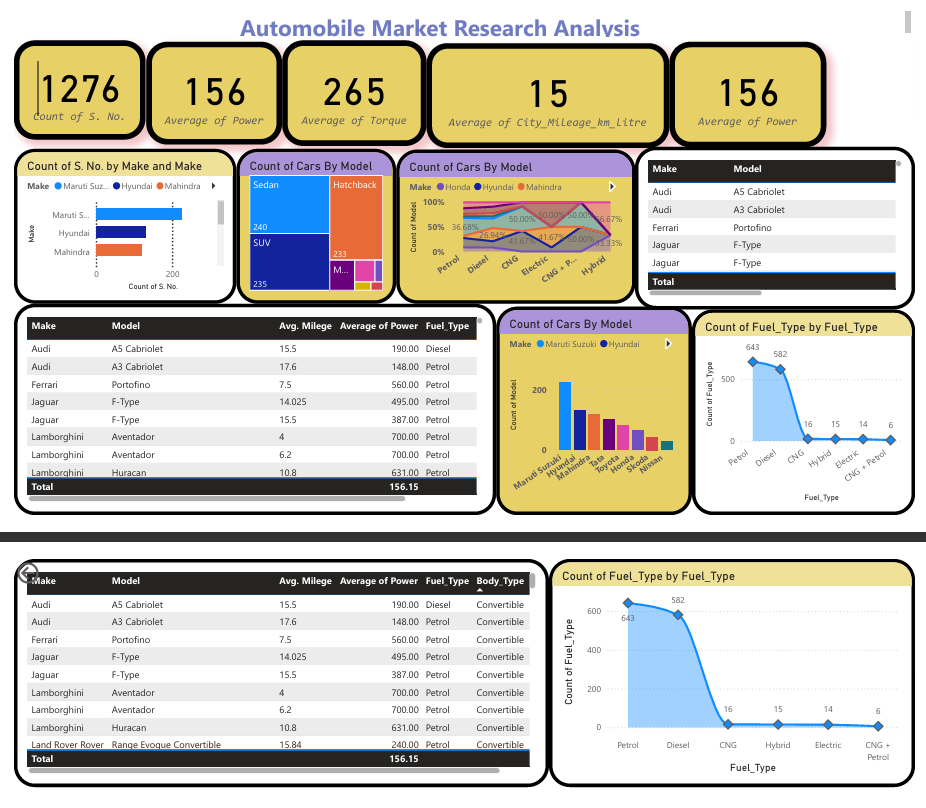 Automobile Market Research Analysis
1276
Count of S. No.
156
Average of Power
265
Average of Torque
15
Average of City_Mileage_km_litre
156
Average of Power
Count of S. No. by Make and Make
Make Maruti Suz... Hyundai Mahindra
Make
Maruti S...
Hyundai
Mahindra
0 200
Count of S. No.
Count of Cars By Model
Sedan
240
SUV
235
Hatchback
233
M...
Count of Cars By Model
Make Honda Hyundai Mahindra
Count of Model
100%
50%
0%
36.68%
26.94%
50.00%
41.67%
50.00%
41.67%
50.00%
50.00%
66.67%
33.33%
Petrol
Diesel
CNG
Electric
CNG + P...
Hybrid
Make Model
Audi A5 Cabriolet
Audi A3 Cabriolet
Ferrari Portofino
Jaguar F-Type
Jaguar F-Type
Total
Make Model Avg. Milege Average of Power Fuel_Type
Audi A5 Cabriolet 15.5 190.00 Diesel
Audi A3 Cabriolet 17.6 148.00 Petrol
Ferrari Portofino 7.5 560.00 Petrol
Jaguar F-Type 14.025 495.00 Petrol
Jaguar F-Type 15.5 387.00 Petrol
Lamborghini Aventador 4 700.00 Petrol
Lamborghini Aventador 6.2 700.00 Petrol
Lamborghini Huracan 10.8 631.00 Petrol
Total 156.15
Count of Cars By Model
Make Maruti Suzuki Hyundai
Count of Model
200
0
Maruti Suzuki
Hyundai
Mahindra
Tata
Toyota
Honda
Skoda
Nissan
Count of Fuel_Type by Fuel_Type
Count of Fuel_Type
500
0
643
582
16
15
14
6
Petrol
Diesel
CNG
Hybrid
Electric
CNG + Petrol
Fuel_Type
Make Model Avg. Milege Average of Power Fuel_Type Body_Type
Audi A5 Cabriolet 15.5 190.00 Diesel Convertible
Audi A3 Cabriolet 17.6 148.00 Petrol Convertible
Ferrari Portofino 7.5 560.00 Petrol Convertible
Jaguar F-Type 14.025 495.00 Petrol Convertible
Jaguar F-Type 15.5 387.00 Petrol Convertible
Lamborghini Aventador 4 700.00 Petrol Convertible
Lamborghini Aventador 6.2 700.00 Petrol Convertible
Lamborghini Huracan 10.8 631.00 Petrol Convertible
Land Rover Rover Range Evoque Convertible 15.84 240.00 Petrol Convertible
Total 156.15
Count of Fuel_Type by Fuel_Type
Count of Fuel_Type
600
400
200
0
643
582
16
15
14
6
Petrol
Diesel
CNG
Hybrid
Electric
CNG +
Petrol
Fuel_Type